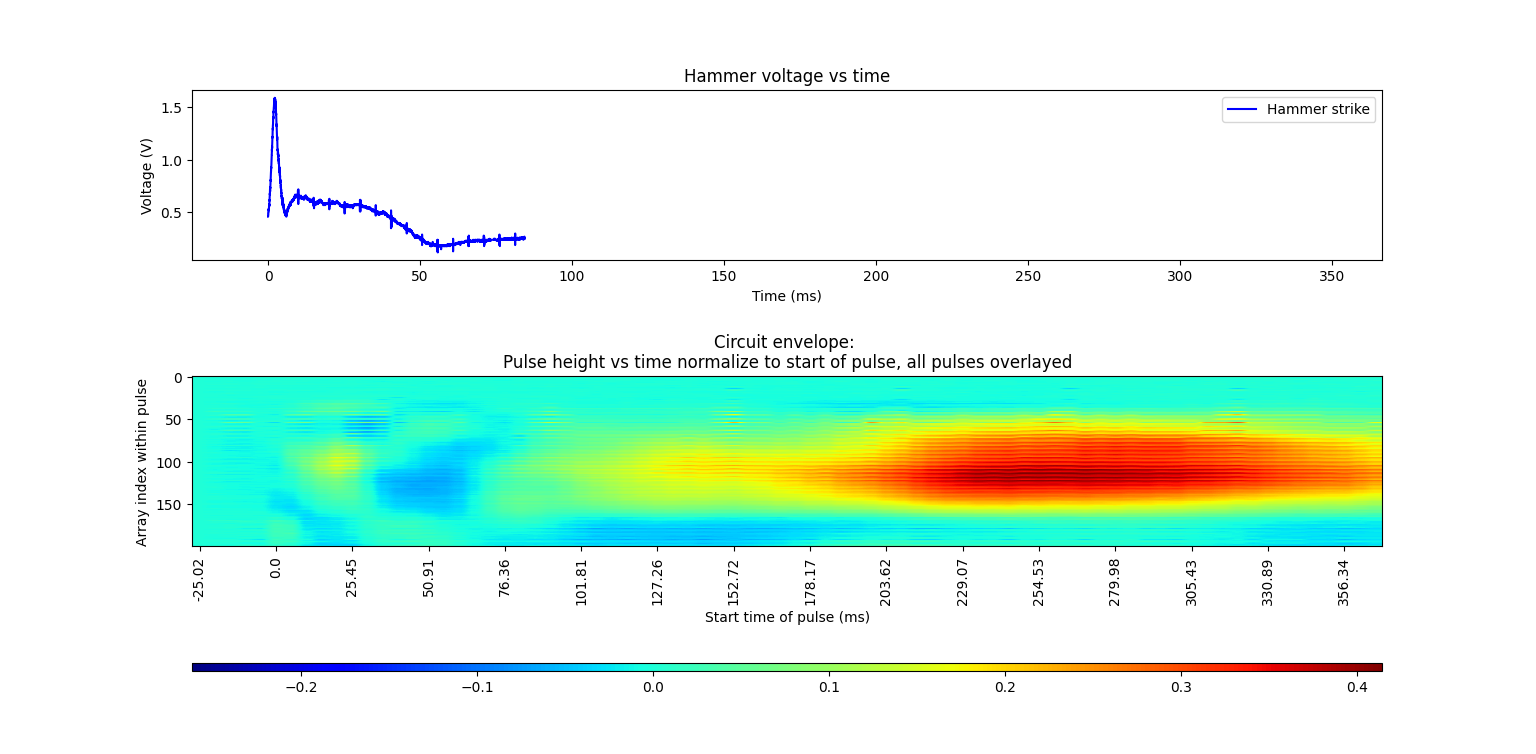 Hammer voltage vs time
1.5
1.0
0.5
Voltage (V)
Hammer strike
0 50 100 150 200 250 300 350
Time (ms)
Circuit envelope:
Pulse height vs time normalize to start of pulse, all pulses overlayed
0
50
100
150
Array index within pulse
-25.02 0.0 25.45 50.91 76.36 101.81 127.26 152.72 178.17 203.62 229.07 254.53 279.98 305.43 330.89 356.34
Start time of pulse (ms)
−0.2 −0.1 0.0 0.1 0.2 0.3 0.4